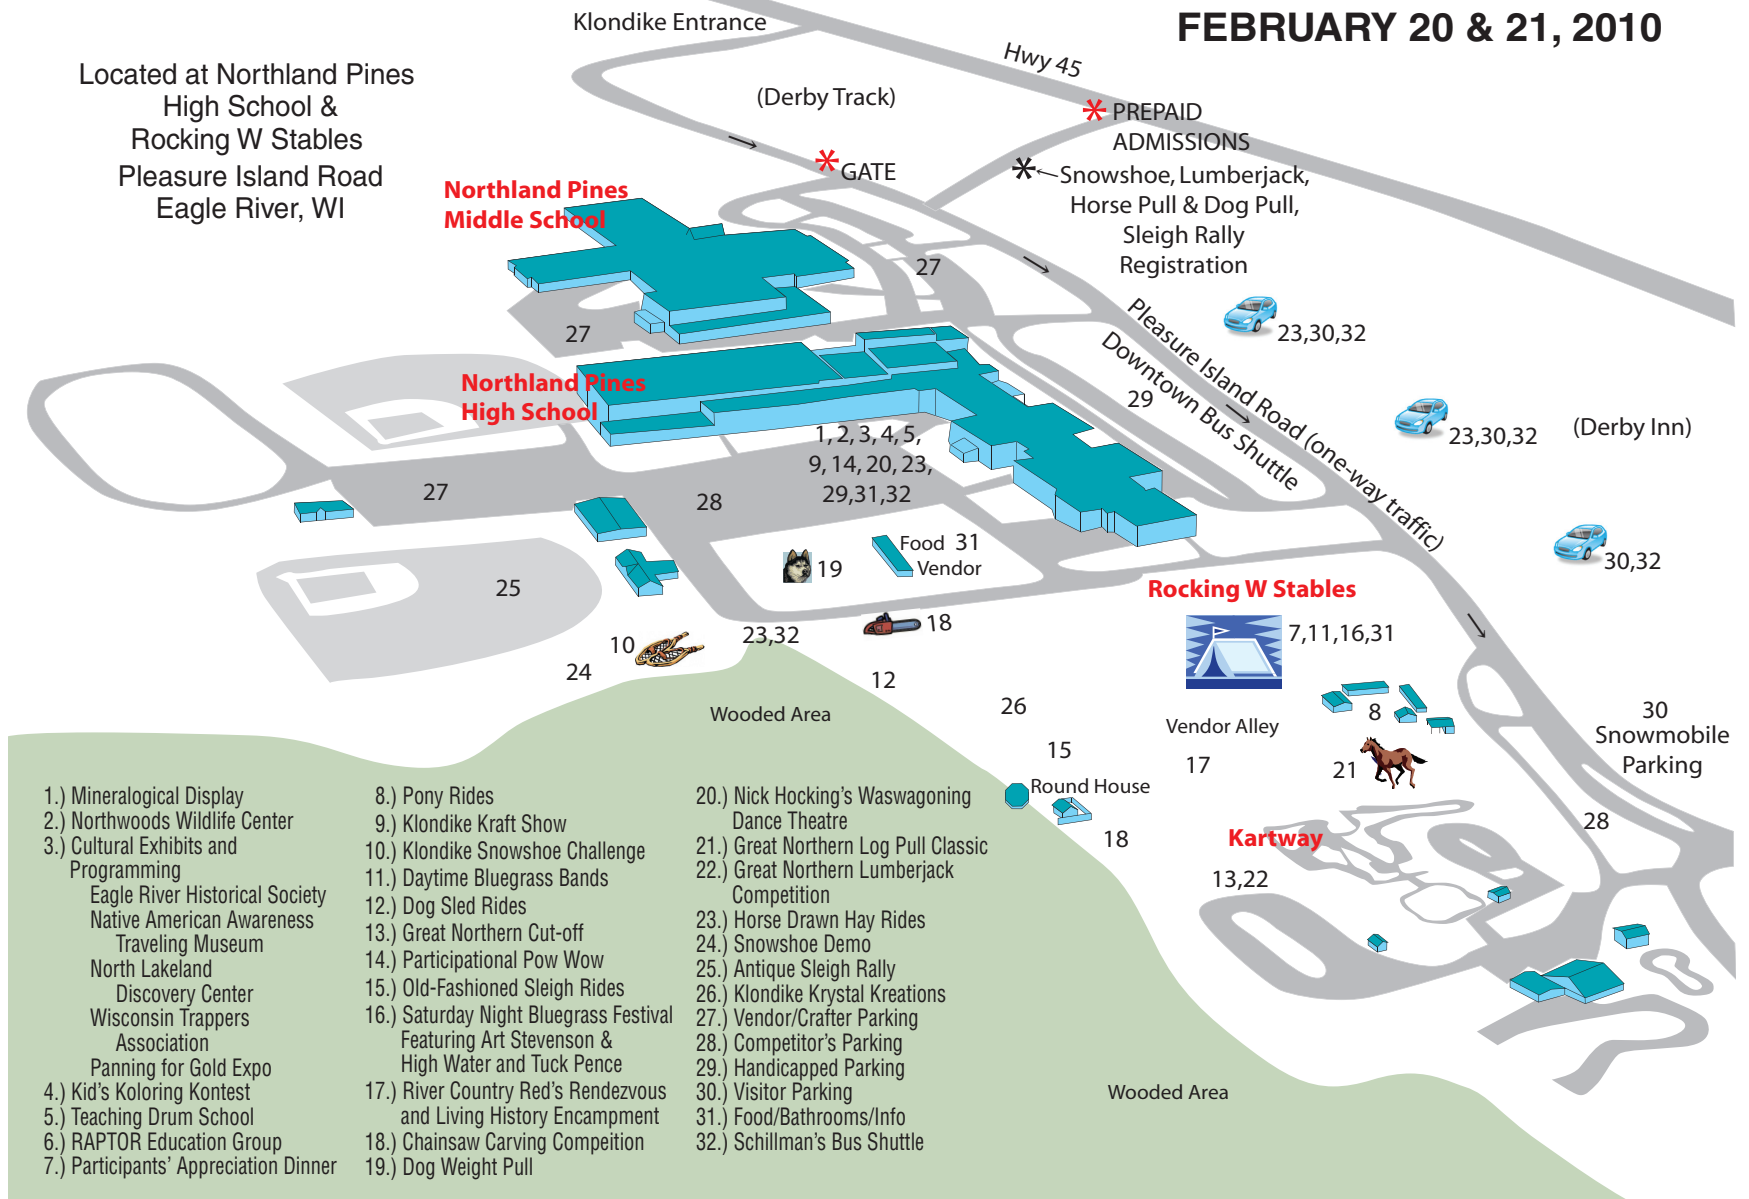 FEBRUARY 20 & 21, 2010
Klondike Entrance
Hwy 45
Located at Northland Pines
High School &
Rocking W Stables
Pleasure Island Road
Eagle River, WI
(Derby Track)
* PREPAID
ADMISSIONS
* GATE
*←Snowshoe, Lumberjack,
Horse Pull & Dog Pull,
Sleigh Rally
Registration
Northland Pines
Middle School
27
27
Pleasure Island Road (one-way traffic)
Downtown Bus Shuttle
23,30,32
29
Northland Pines
High School
23,30,32
(Derby Inn)
1, 2, 3, 4, 5,
9, 14, 20, 23,
29,31,32
27
28
Food 31
Vendor
19
30,32
25
Rocking W Stables
7,11,16,31
18
23,32
10
24
12
26
Wooded Area
8
Vendor Alley
30
Snowmobile
Parking
15
17
21
Round House
18
Kartway
28
13,22
1.) Mineralogical Display
2.) Northwoods Wildlife Center
3.) Cultural Exhibits and
Programming
Eagle River Historical Society
Native American Awareness
Traveling Museum
North Lakeland
Discovery Center
Wisconsin Trappers
Association
Panning for Gold Expo
4.) Kid's Koloring Kontest
5.) Teaching Drum School
6.) RAPTOR Education Group
7.) Participants' Appreciation Dinner
8.) Pony Rides
9.) Klondike Kraft Show
10.) Klondike Snowshoe Challenge
11.) Daytime Bluegrass Bands
12.) Dog Sled Rides
13.) Great Northern Cut-off
14.) Participational Pow Wow
15.) Old-Fashioned Sleigh Rides
16.) Saturday Night Bluegrass Festival
Featuring Art Stevenson &
High Water and Tuck Pence
17.) River Country Red's Rendezvous
and Living History Encampment
18.) Chainsaw Carving Compeition
19.) Dog Weight Pull
20.) Nick Hocking's Waswagoning
Dance Theatre
21.) Great Northern Log Pull Classic
22.) Great Northern Lumberjack
Competition
23.) Horse Drawn Hay Rides
24.) Snowshoe Demo
25.) Antique Sleigh Rally
26.) Klondike Krystal Kreations
27.) Vendor/Crafter Parking
28.) Competitor's Parking
29.) Handicapped Parking
30.) Visitor Parking
31.) Food/Bathrooms/Info
32.) Schillman's Bus Shuttle
Wooded Area